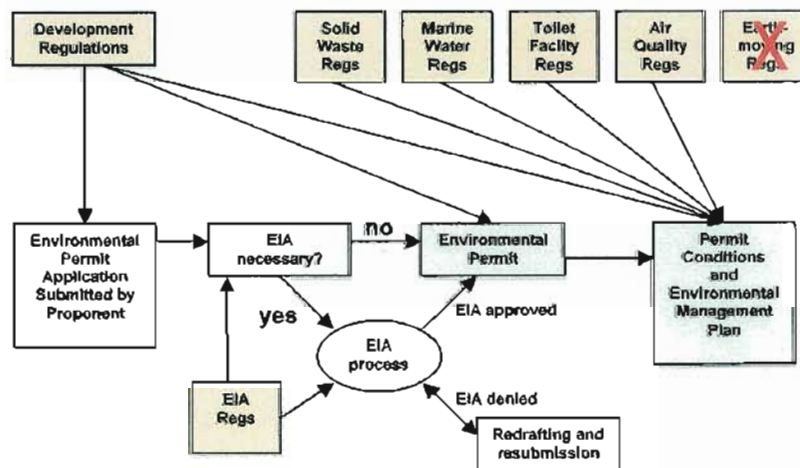 Development
Regulations
Solid
Waste
Regs
Marine
Water
Regs
Toilet
Faclity
Regs
Air
Quality
Regs
Earth-
moving
Regs
Environmental
Permit
Application
Submitted by
Proponent
EIA
necessary?
no
Environmental
Permit
Permit
Conditions
and
Environmental
Management
Plan
yes
EIA approved
EIA
process
EIA
Regs
EIA denied
Redrafting and
resubmission